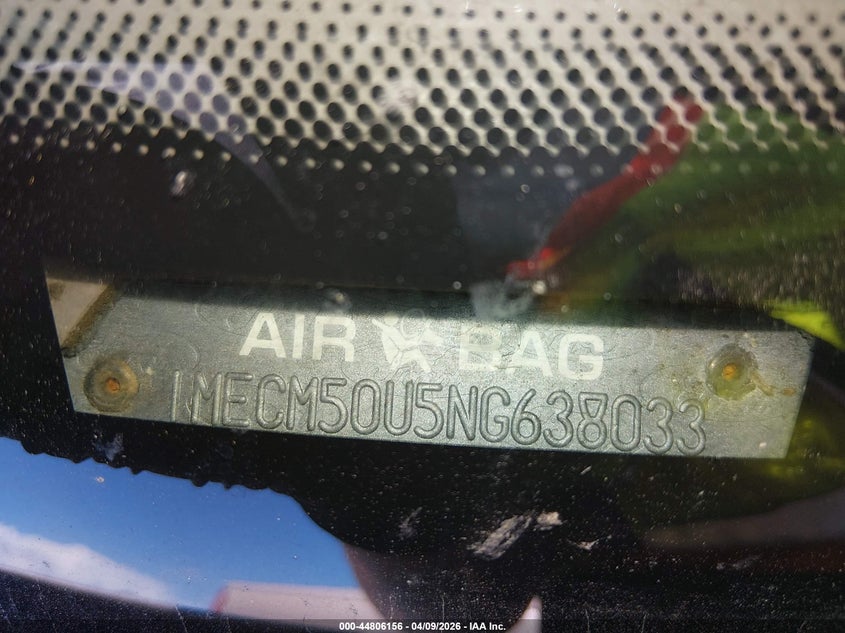 AIR BAG
1MECM50U5NG638033
000-44806156 - 04/09/2026 - IAA Inc.